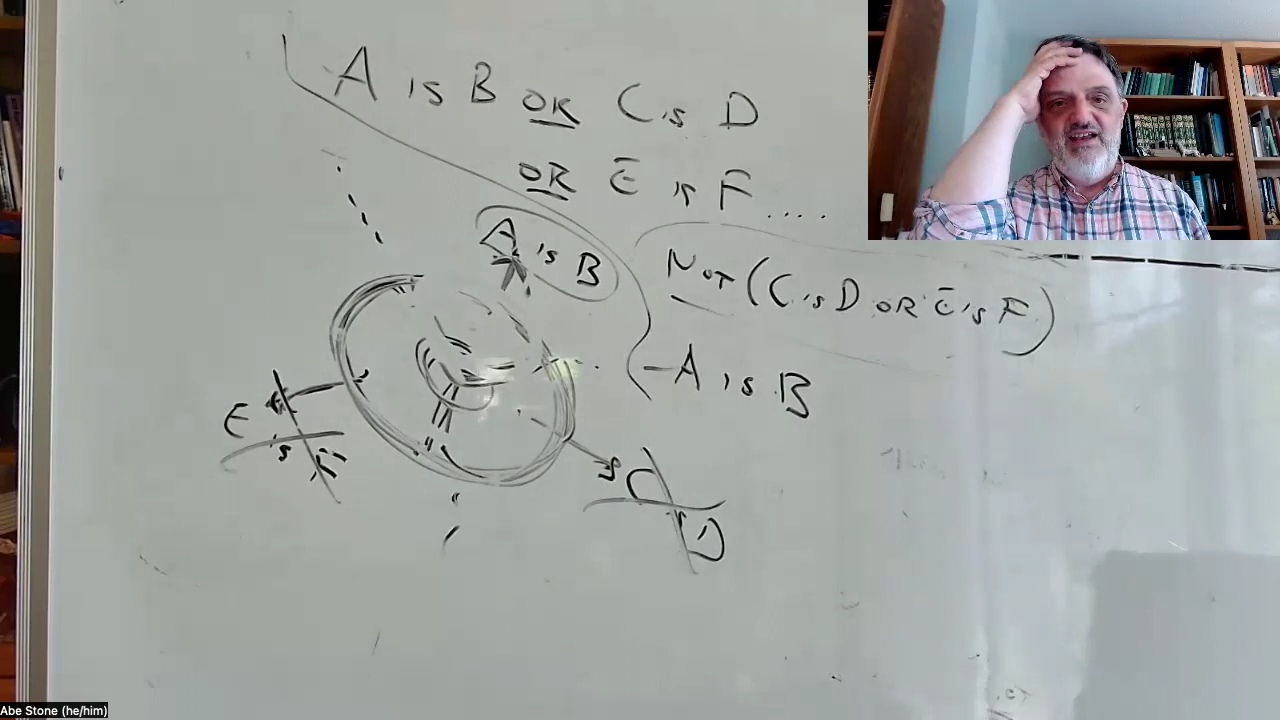 A is B OR C is D
OR E is F....
A is B
NOT (C is D OR E is F)
- A is B
E is F
C is D
Abe Stone (he/him)